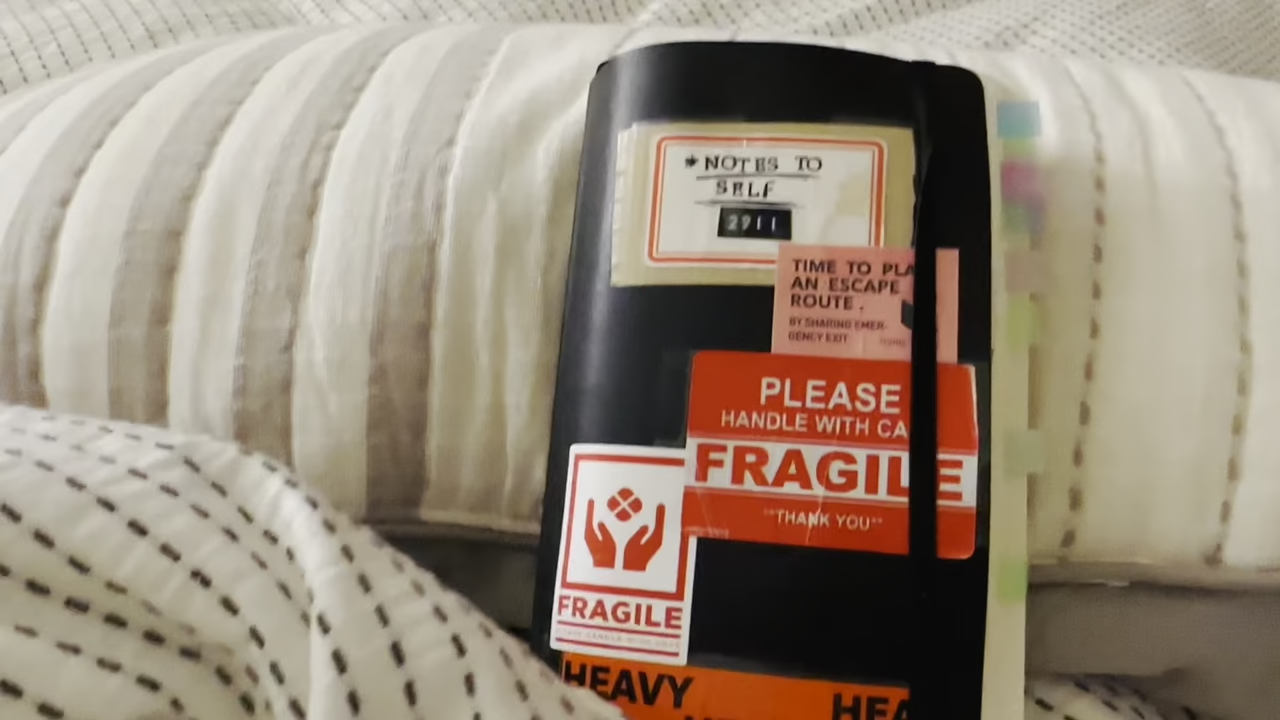 *NOTES TO
SELF
2911
TIME TO PLA
AN ESCAPE
ROUTE.
BY SHARING EMER-
GENCY EXIT
PLEASE
HANDLE WITH CA
FRAGILE
"THANK YOU"
FRAGILE
HEAVY
HEA